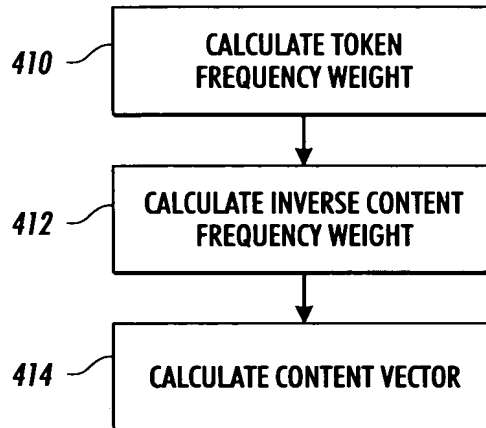 410
CALCULATE TOKEN
FREQUENCY WEIGHT
412
CALCULATE INVERSE CONTENT
FREQUENCY WEIGHT
414
CALCULATE CONTENT VECTOR